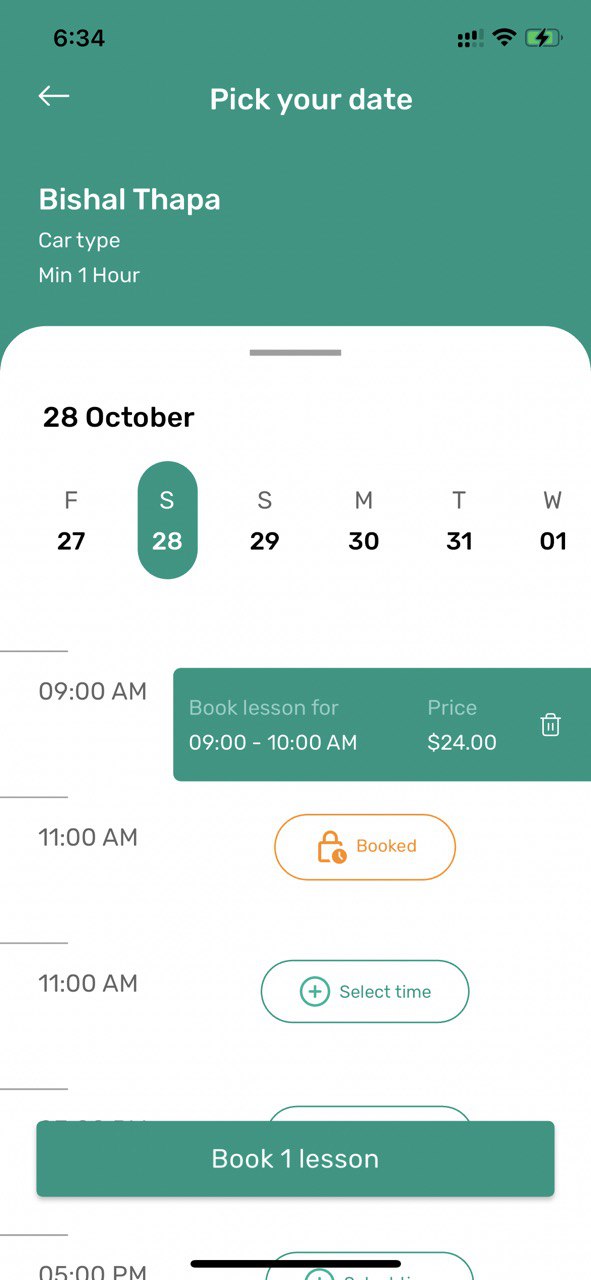 6:34
Pick your date
Bishal Thapa
Car type
Min 1 Hour
28 October
F S S M T W
27 28 29 30 31 01
09:00 AM
Book lesson for Price
09:00 - 10:00 AM $24.00
11:00 AM Booked
11:00 AM Select time
Book 1 lesson
05:00 PM